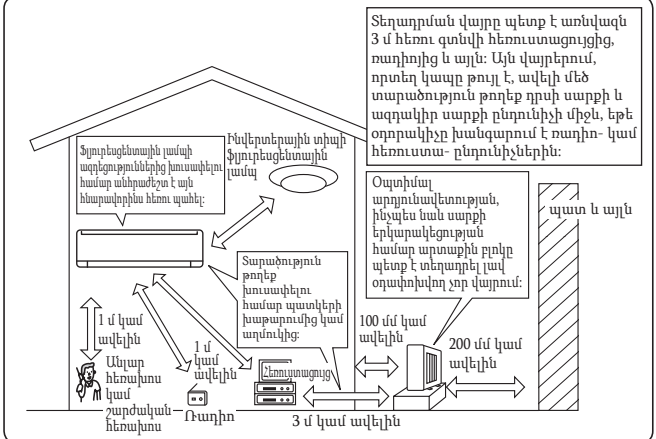 Տեղադրման վայրը պետք է առնվազն
3 մ հեռու գտնվի հեռուստացույցից,
ռադիոյից և այլն: Այն վայրերում,
որտեղ կապը թույլ է, ավելի մեծ
տարածություն թողեք դրսի սարքի և
ազդակիր սարքի ընդունիչի միջև, եթե
օդորակիչը խանգարում է ռադիո- կամ
հեռուստա- ընդունիչներին:
Ֆլյուրեսցենտային լամպի
ազդեցություններից խուսափելու
համար անհրաժեշտ է այն
հնարավորինս հեռու պահել:
Ինվերտերային տիպի
ֆլյուրեսցենտային
լամպ
Օպտիմալ
արդյունավետության,
ինչպես նաև սարքի
երկարակեցության
համար արտաքին բլոկը
պետք է տեղադրել լավ
օդափոխվող չոր վայրում:
պատ և այլն
Տարածություն
թողեք
խուսափելու
համար պատկերի
խաթարումից կամ
աղմուկից:
1 մ կամ
ավելին
Անլար
հեռախոս
կամ
շարժական
հեռախոս
1 մ
կամ
ավելին
Ռադիո
Հեռուստացույց
3 մ կամ ավելին
100 մմ կամ
ավելին
200 մմ կամ
ավելին